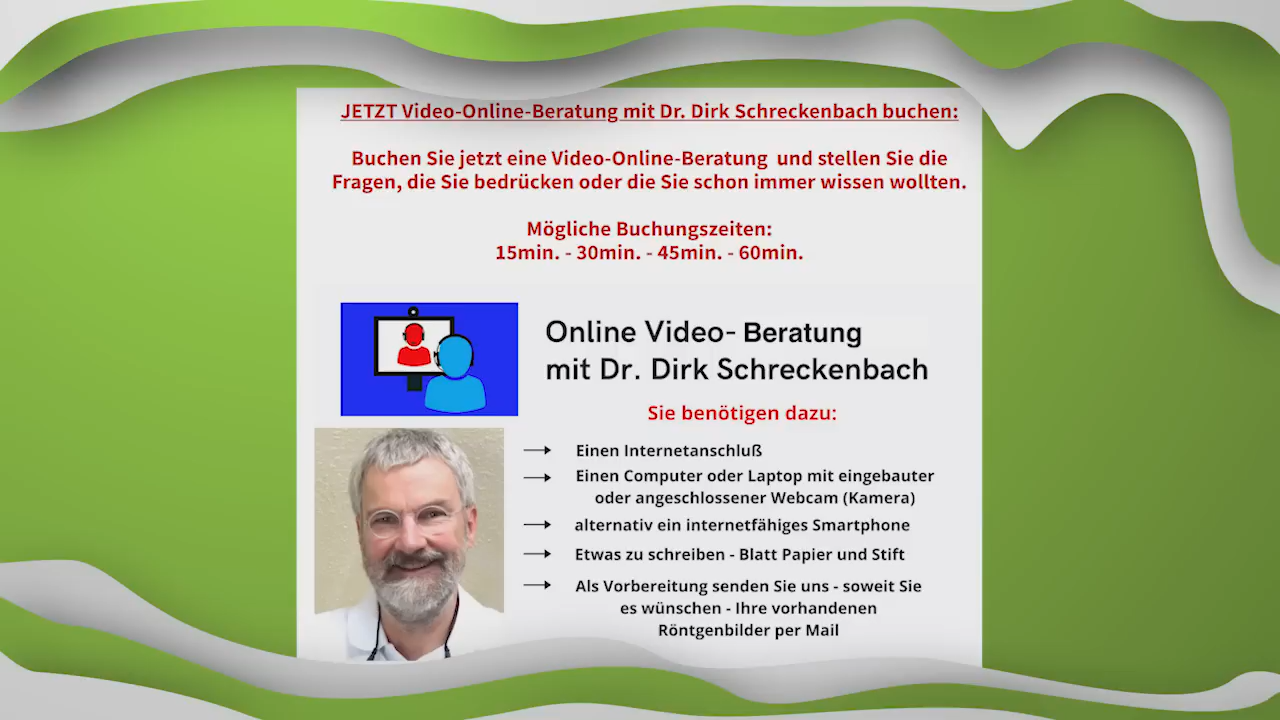 JETZT Video-Online-Beratung mit Dr. Dirk Schreckenbach buchen:
Buchen Sie jetzt eine Video-Online-Beratung und stellen Sie die
Fragen, die Sie bedrücken oder die Sie schon immer wissen wollten.
Mögliche Buchungszeiten:
15min. - 30min. - 45min. - 60min.
Online Video- Beratung
mit Dr. Dirk Schreckenbach
Sie benötigen dazu:
Einen Internetanschluß
Einen Computer oder Laptop mit eingebauter
oder angeschlossener Webcam (Kamera)
alternativ ein internetfähiges Smartphone
Etwas zu schreiben - Blatt Papier und Stift
Als Vorbereitung senden Sie uns - soweit Sie
es wünschen - Ihre vorhandenen
Röntgenbilder per Mail